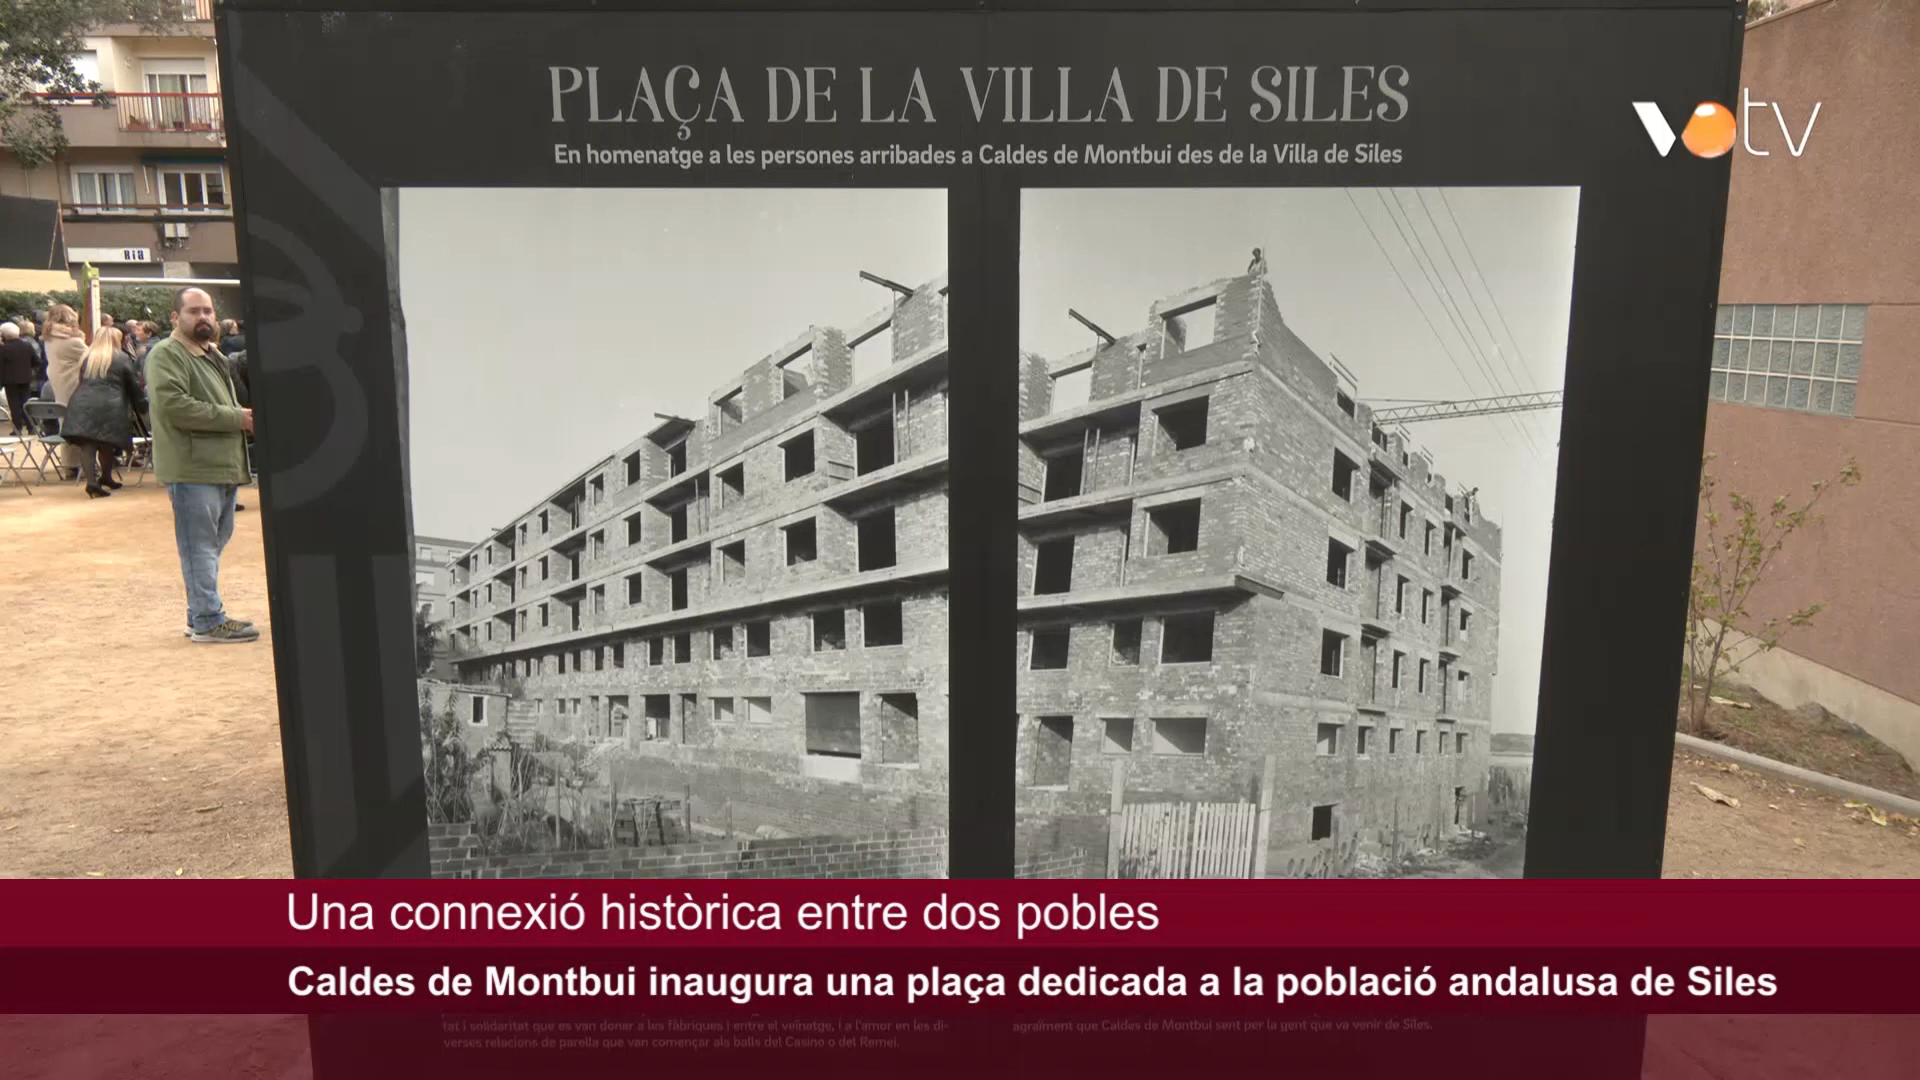 PLAÇA DE LA VILLA DE SILES
En homenatge a les persones arribades a Caldes de Montbui des de la Villa de Siles
votv
Ria
Una connexió històrica entre dos pobles
Caldes de Montbui inaugura una plaça dedicada a la població andalusa de Siles
tat i solidaritat que es van donar a les fàbriques i entre el veïnatge, i a l'amor en les di-
verses relacions de parella que van començar als balls del Casino o del Remei.
agraïment que Caldes de Montbui sent per la gent que va venir de Siles.